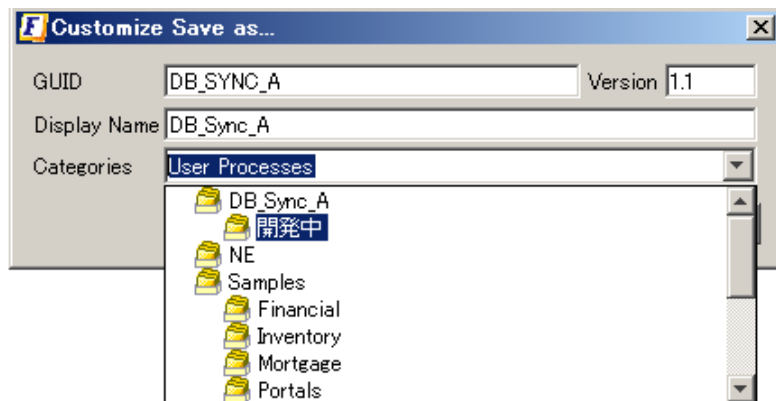 Customize Save as...
GUID DB_SYNC_A Version 1.1
Display Name DB_Sync_A
Categories User Processes
DB_Sync_A
開発中
NE
Samples
Financial
Inventory
Mortgage
Portals